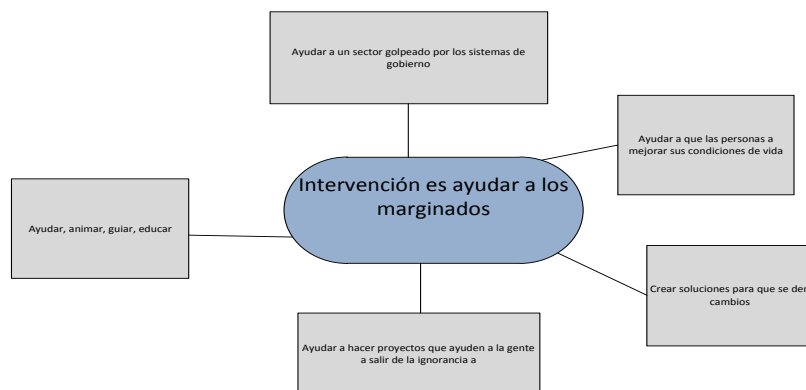 Ayudar a un sector golpeado por los sistemas de
gobierno
Ayudar a que las personas a
mejorar sus condiciones de vida
Intervención es ayudar a los
marginados
Ayudar, animar, guiar, educar
Crear soluciones para que se den
cambios
Ayudar a hacer proyectos que ayuden a la gente
a salir de la ignorancia a